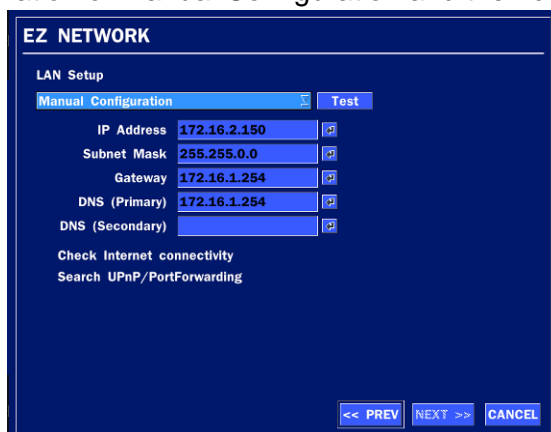 EZ NETWORK
LAN Setup
Manual Configuration Test
IP Address 172.16.2.150
Subnet Mask 255.255.0.0
Gateway 172.16.1.254
DNS (Primary) 172.16.1.254
DNS (Secondary)
Check Internet connectivity
Search UPnP/PortForwarding
<< PREV NEXT >> CANCEL